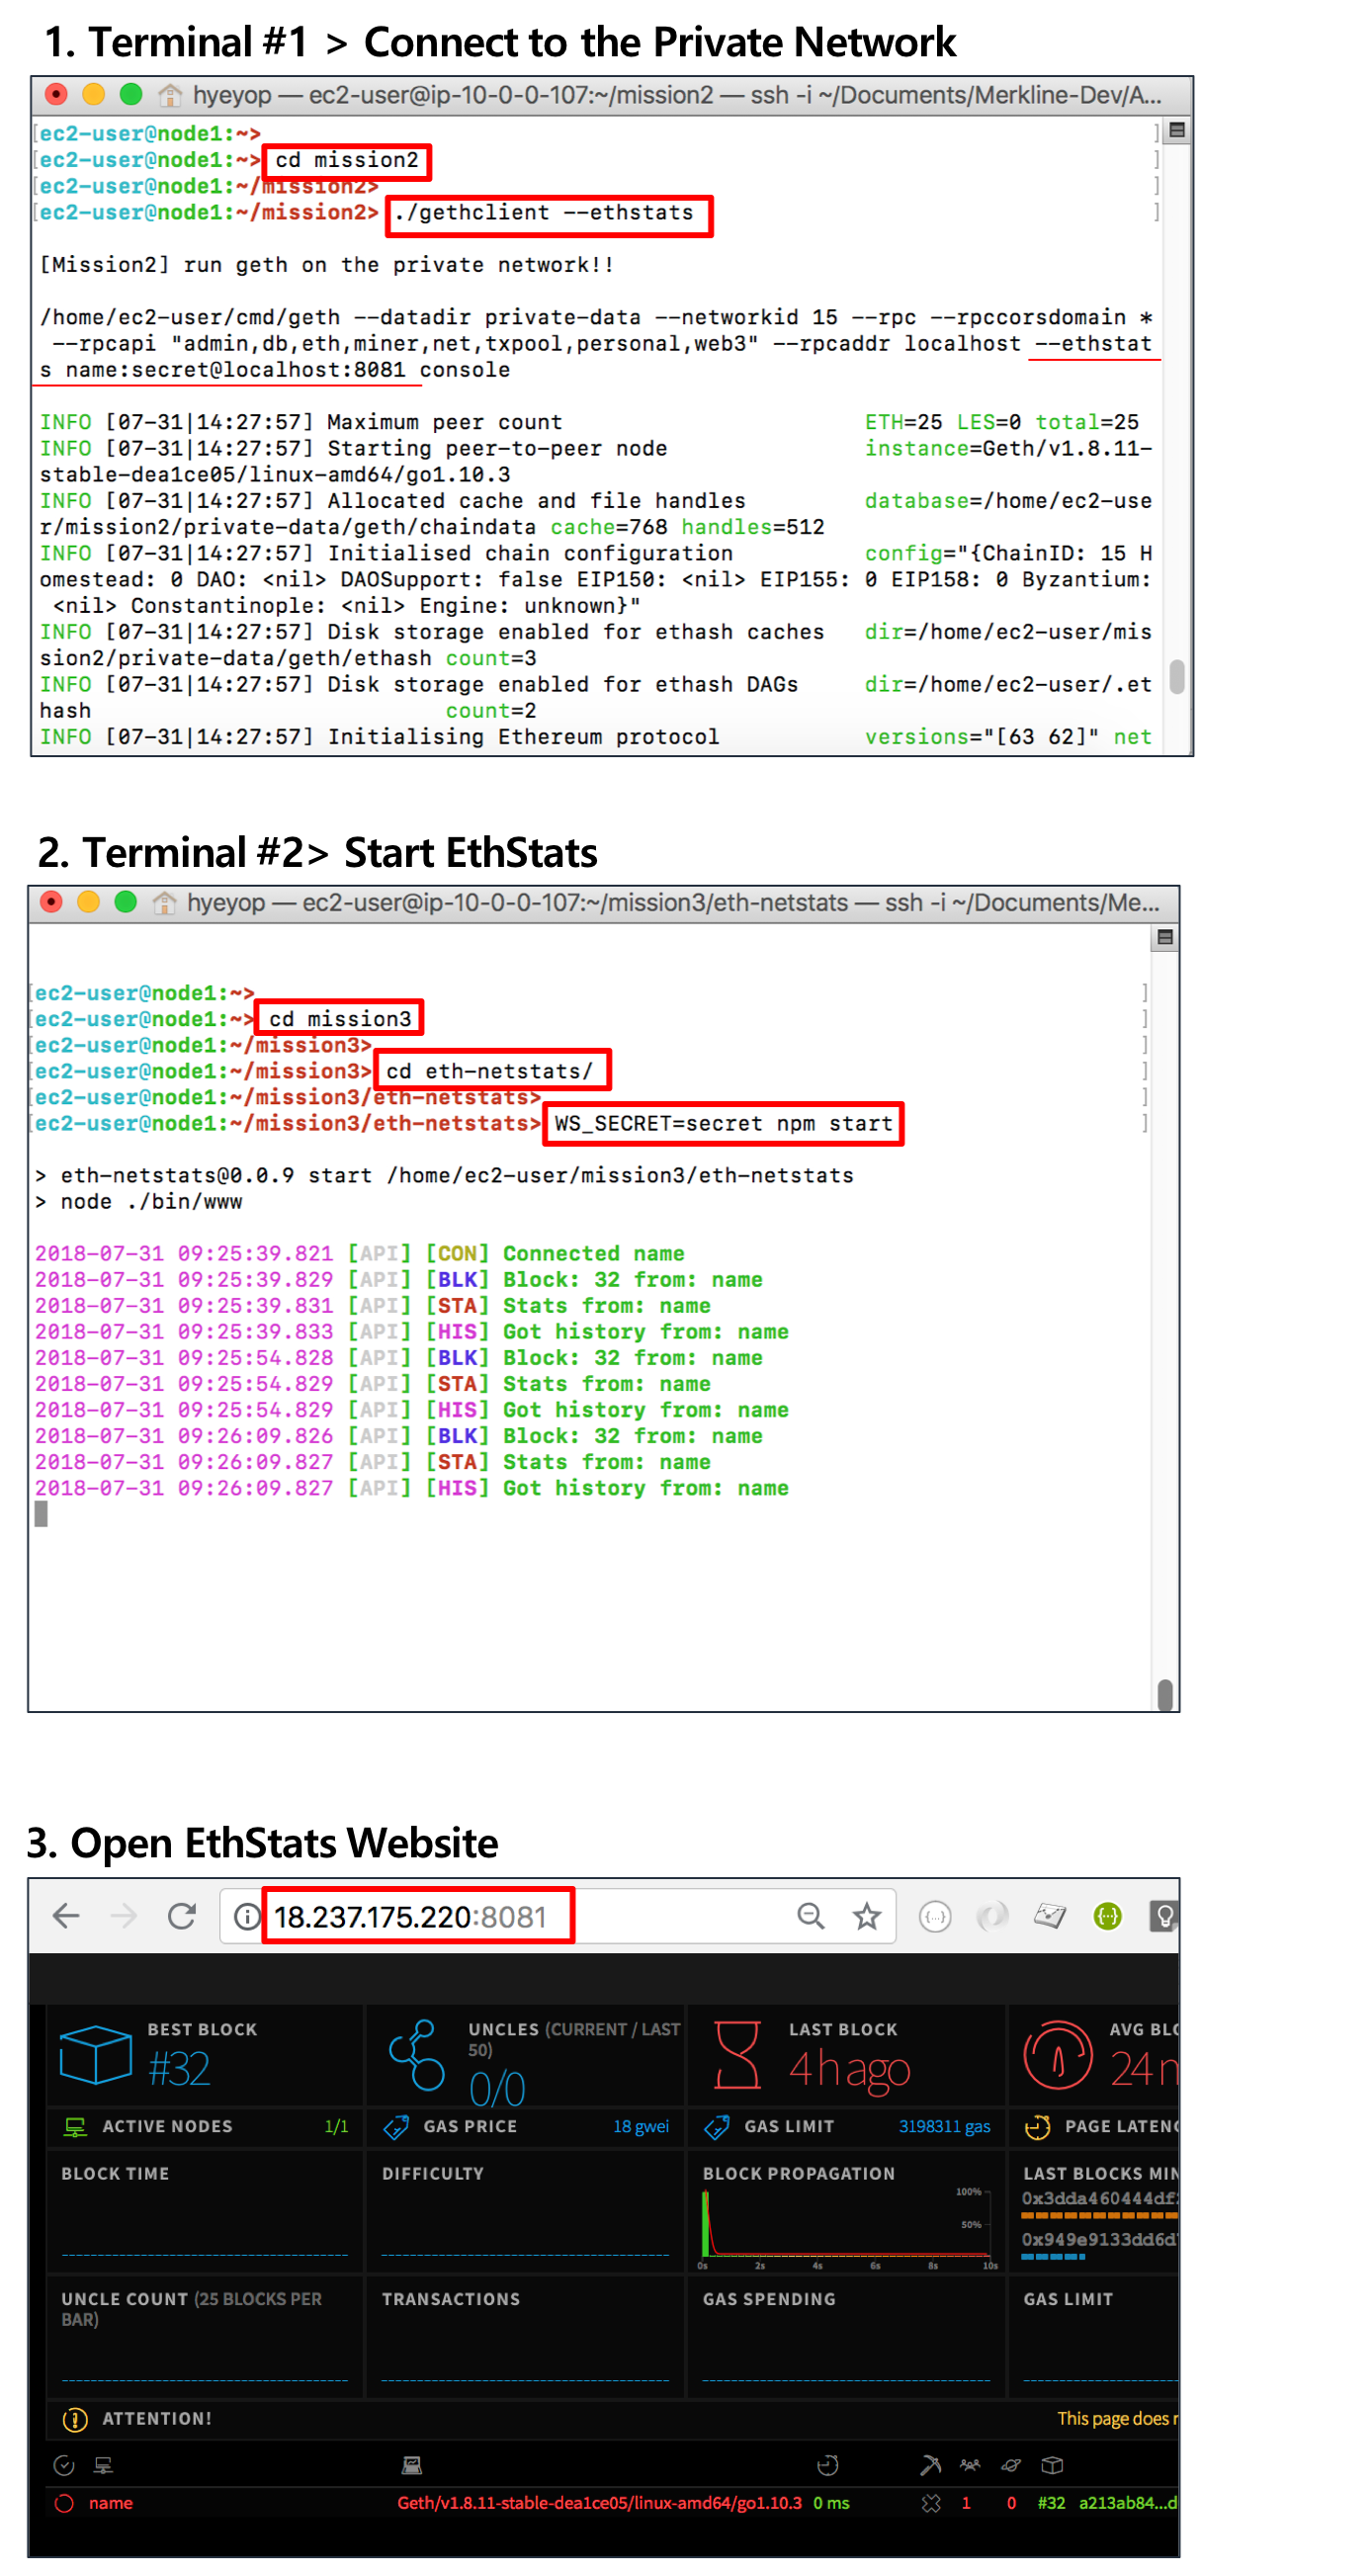 1. Terminal #1 > Connect to the Private Network
hyeyop — ec2-user@ip-10-0-0-107:~/mission2 — ssh -i ~/Documents/Merkline-Dev/A...
[ec2-user@node1:~> ]
[ec2-user@node1:~> cd mission2 ]
[ec2-user@node1:~/mission2> ]
[ec2-user@node1:~/mission2> ./gethclient --ethstats ]
[Mission2] run geth on the private network!!
/home/ec2-user/cmd/geth --datadir private-data --networkid 15 --rpc --rpccorsdomain *
--rpcapi "admin,db,eth,miner,net,txpool,personal,web3" --rpcaddr localhost --ethstat
s name:secret@localhost:8081 console
INFO [07-31|14:27:57] Maximum peer count ETH=25 LES=0 total=25
INFO [07-31|14:27:57] Starting peer-to-peer node instance=Geth/v1.8.11-
stable-dea1ce05/linux-amd64/go1.10.3
INFO [07-31|14:27:57] Allocated cache and file handles database=/home/ec2-use
r/mission2/private-data/geth/chaindata cache=768 handles=512
INFO [07-31|14:27:57] Initialised chain configuration config="{ChainID: 15 H
omestead: 0 DAO: <nil> DAOSupport: false EIP150: <nil> EIP155: 0 EIP158: 0 Byzantium:
<nil> Constantinople: <nil> Engine: unknown}"
INFO [07-31|14:27:57] Disk storage enabled for ethash caches dir=/home/ec2-user/mis
sion2/private-data/geth/ethash count=3
INFO [07-31|14:27:57] Disk storage enabled for ethash DAGs dir=/home/ec2-user/.et
hash count=2
INFO [07-31|14:27:57] Initialising Ethereum protocol versions="[63 62]" net
2. Terminal #2> Start EthStats
hyeyop — ec2-user@ip-10-0-0-107:~/mission3/eth-netstats — ssh -i ~/Documents/Me...
[ec2-user@node1:~> ]
[ec2-user@node1:~> cd mission3 ]
[ec2-user@node1:~/mission3> ]
[ec2-user@node1:~/mission3> cd eth-netstats/ ]
[ec2-user@node1:~/mission3/eth-netstats> ]
[ec2-user@node1:~/mission3/eth-netstats> WS_SECRET=secret npm start ]
> eth-netstats@0.0.9 start /home/ec2-user/mission3/eth-netstats
> node ./bin/www
2018-07-31 09:25:39.821 [API] [CON] Connected name
2018-07-31 09:25:39.829 [API] [BLK] Block: 32 from: name
2018-07-31 09:25:39.831 [API] [STA] Stats from: name
2018-07-31 09:25:39.833 [API] [HIS] Got history from: name
2018-07-31 09:25:54.828 [API] [BLK] Block: 32 from: name
2018-07-31 09:25:54.829 [API] [STA] Stats from: name
2018-07-31 09:25:54.829 [API] [HIS] Got history from: name
2018-07-31 09:26:09.826 [API] [BLK] Block: 32 from: name
2018-07-31 09:26:09.827 [API] [STA] Stats from: name
2018-07-31 09:26:09.827 [API] [HIS] Got history from: name
3. Open EthStats Website
18.237.175.220:8081
BEST BLOCK
#32
UNCLES (CURRENT / LAST
50)
0/0
LAST BLOCK
4 h ago
AVG BLO
24 m
ACTIVE NODES 1/1
GAS PRICE 18 gwei
GAS LIMIT 3198311 gas
PAGE LATENC
BLOCK TIME
DIFFICULTY
BLOCK PROPAGATION
100%
50%
0s 2s 4s 6s 8s 10s
LAST BLOCKS MIN
0x3dda460444df
0x949e9133dd6d
UNCLE COUNT (25 BLOCKS PER
BAR)
TRANSACTIONS
GAS SPENDING
GAS LIMIT
ATTENTION! This page does r
name Geth/v1.8.11-stable-dea1ce05/linux-amd64/go1.10.3 0 ms 1 0 #32 a213ab84...d